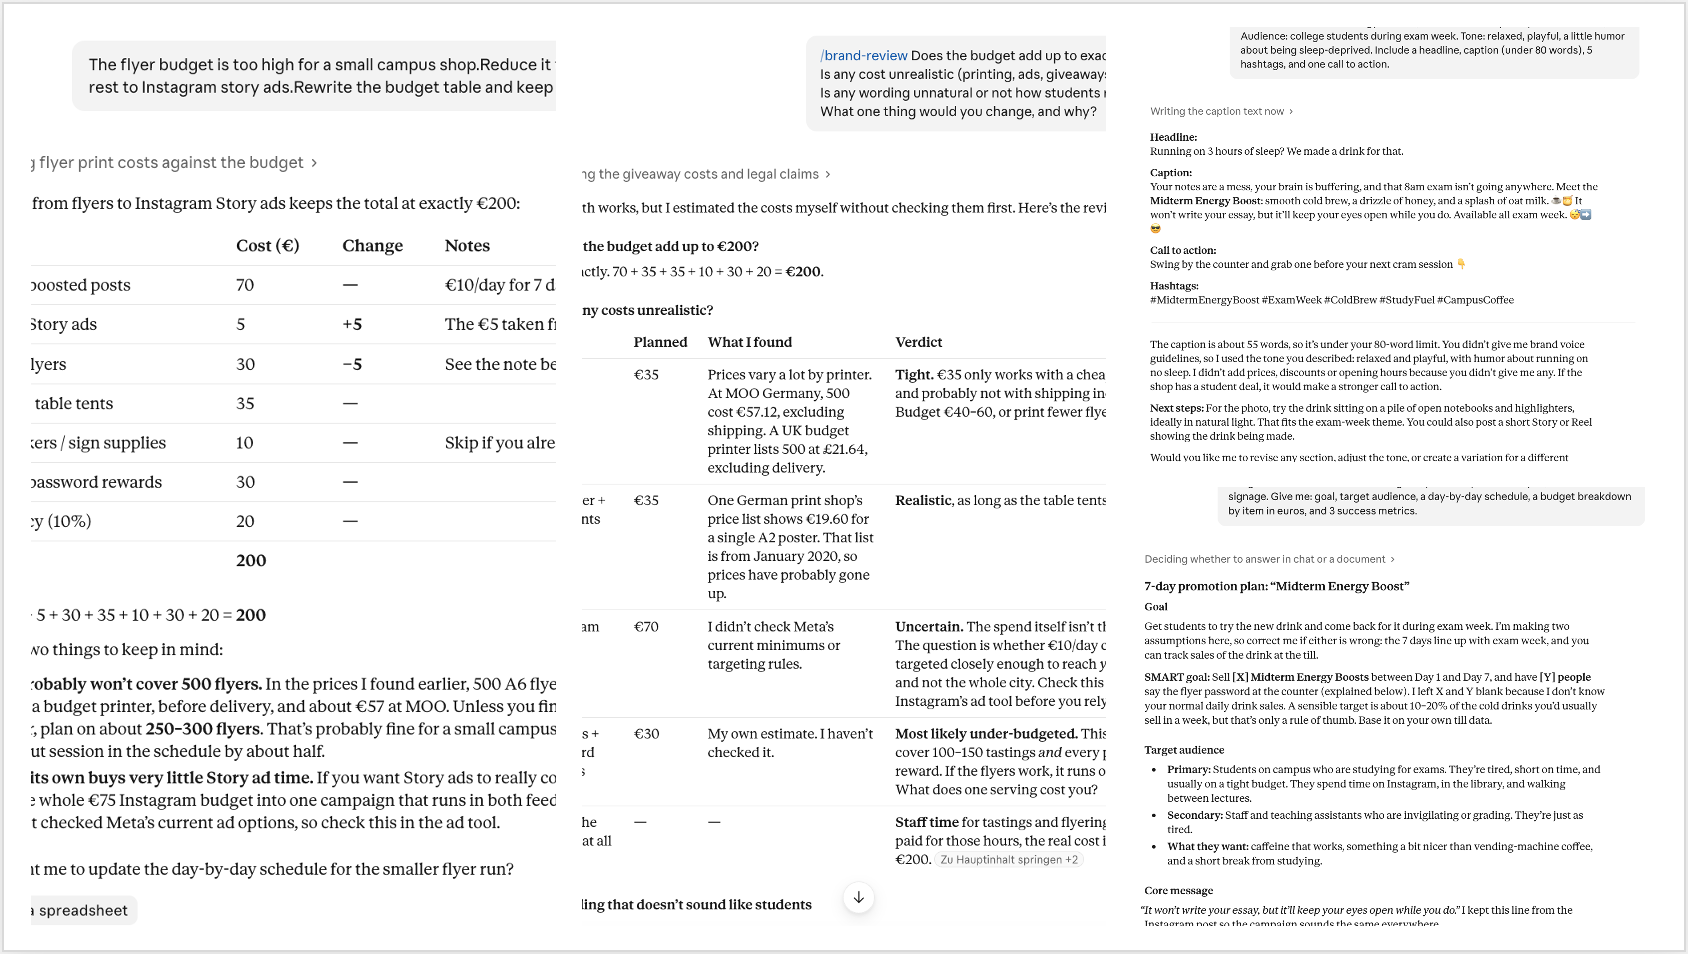 The flyer budget is too high for a small campus shop.Reduce it
rest to Instagram story ads.Rewrite the budget table and keep
flyer print costs against the budget >
from flyers to Instagram Story ads keeps the total at exactly €200:
Cost (€) Change Notes
boosted posts 70 — €10/day for 7 d
Story ads 5 +5 The €5 taken f
lyers 30 −5 See the note be
table tents 35 —
kers / sign supplies 10 — Skip if you alre
password rewards 30 —
cy (10%) 20 —
200
5 + 30 + 35 + 10 + 30 + 20 = 200
wo things to keep in mind:
robably won't cover 500 flyers. In the prices I found earlier, 500 A6 flye
a budget printer, before delivery, and about €57 at MOO. Unless you fin
r, plan on about 250–300 flyers. That's probably fine for a small campus
ut session in the schedule by about half.
its own buys very little Story ad time. If you want Story ads to really co
e whole €75 Instagram budget into one campaign that runs in both feed
t checked Meta's current ad options, so check this in the ad tool.
nt me to update the day-by-day schedule for the smaller flyer run?
a spreadsheet
/brand-review Does the budget add up to exac
Is any cost unrealistic (printing, ads, giveaways
Is any wording unnatural or not how students
What one thing would you change, and why?
ng the giveaway costs and legal claims >
th works, but I estimated the costs myself without checking them first. Here's the revi
the budget add up to €200?
ctly. 70 + 35 + 35 + 10 + 30 + 20 = €200.
ny costs unrealistic?
Planned What I found Verdict
€35 Prices vary a lot by printer. Tight. €35 only works with a chea
At MOO Germany, 500 and probably not with shipping in
cost €57.12, excluding Budget €40–60, or print fewer flye
shipping. A UK budget
printer lists 500 at £21.64,
excluding delivery.
er + €35 One German print shop's Realistic, as long as the table tents
nts price list shows €19.60 for
a single A2 poster. That list
is from January 2020, so
prices have probably gone
up.
am €70 I didn't check Meta's Uncertain. The spend itself isn't th
current minimums or The question is whether €10/day c
targeting rules. targeted closely enough to reach y
and not the whole city. Check this
Instagram's ad tool before you rely
s + €30 My own estimate. I haven't Most likely under-budgeted. This
rd checked it. cover 100–150 tastings and every p
s reward. If the flyers work, it runs o
What does one serving cost you?
he — — Staff time for tastings and flyering
at all paid for those hours, the real cost i
€200. Zu Hauptinhalt springen +2
ling that doesn't sound like students
Audience: college students during exam week. Tone: relaxed, playful, a little humor
about being sleep-deprived. Include a headline, caption (under 80 words), 5
hashtags, and one call to action.
Writing the caption text now >
Headline:
Running on 3 hours of sleep? We made a drink for that.
Caption:
Your notes are a mess, your brain is buffering, and that 8am exam isn't going anywhere. Meet the
Midterm Energy Boost: smooth cold brew, a drizzle of honey, and a splash of oat milk. It
won't write your essay, but it'll keep your eyes open while you do. Available all exam week.
Call to action:
Swing by the counter and grab one before your next cram session
Hashtags:
#MidtermEnergyBoost #ExamWeek #ColdBrew #StudyFuel #CampusCoffee
The caption is about 55 words, so it's under your 80-word limit. You didn't give me brand voice
guidelines, so I used the tone you described: relaxed and playful, with humor about running on
no sleep. I didn't add prices, discounts or opening hours because you didn't give me any. If the
shop has a student deal, it would make a stronger call to action.
Next steps: For the photo, try the drink sitting on a pile of open notebooks and highlighters,
ideally in natural light. That fits the exam-week theme. You could also post a short Story or Reel
showing the drink being made.
Would you like me to revise any section, adjust the tone, or create a variation for a different
signage. Give me: goal, target audience, a day-by-day schedule, a budget breakdown
by item in euros, and 3 success metrics.
Deciding whether to answer in chat or a document >
7-day promotion plan: “Midterm Energy Boost”
Goal
Get students to try the new drink and come back for it during exam week. I'm making two
assumptions here, so correct me if either is wrong: the 7 days line up with exam week, and you
can track sales of the drink at the till.
SMART goal: Sell [X] Midterm Energy Boosts between Day 1 and Day 7, and have [Y] people
say the flyer password at the counter (explained below). I left X and Y blank because I don't know
your normal daily drink sales. A sensible target is about 10–20% of the cold drinks you'd usually
sell in a week, but that's only a rule of thumb. Base it on your own till data.
Target audience
• Primary: Students on campus who are studying for exams. They're tired, short on time, and
usually on a tight budget. They spend time on Instagram, in the library, and walking
between lectures.
• Secondary: Staff and teaching assistants who are invigilating or grading. They're just as
tired.
• What they want: caffeine that works, something a bit nicer than vending-machine coffee,
and a short break from studying.
Core message
“It won't write your essay, but it'll keep your eyes open while you do.” I kept this line from the
Instagram post so the campaign sounds the same everywhere.